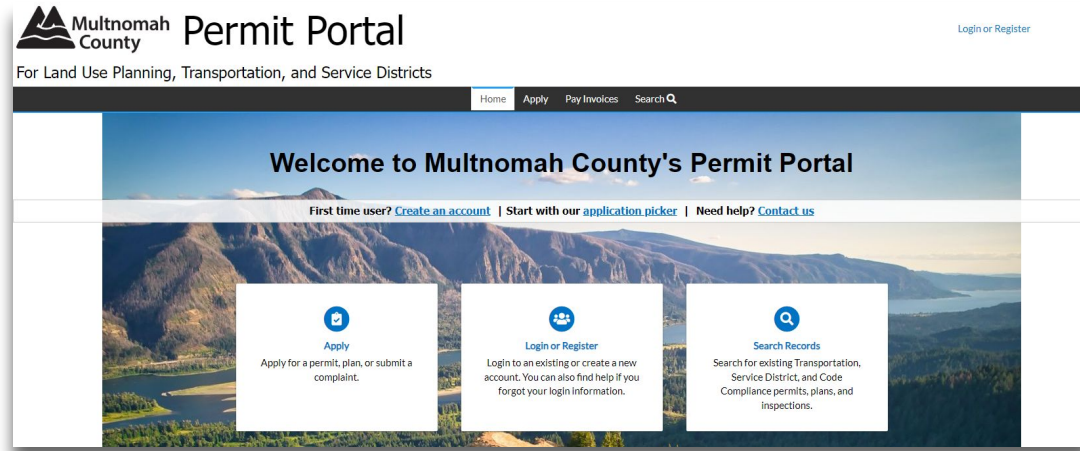 Multnomah
County
Permit Portal
Login or Register
For Land Use Planning, Transportation, and Service Districts
Home Apply Pay Invoices Search
Welcome to Multnomah County's Permit Portal
First time user? Create an account | Start with our application picker | Need help? Contact us
Apply
Apply for a permit, plan, or submit a
complaint.
Login or Register
Login to an existing or create a new
account. You can also find help if you
forgot your login information.
Search Records
Search for existing Transportation,
Service District, and Code
Compliance permits, plans, and
inspections.